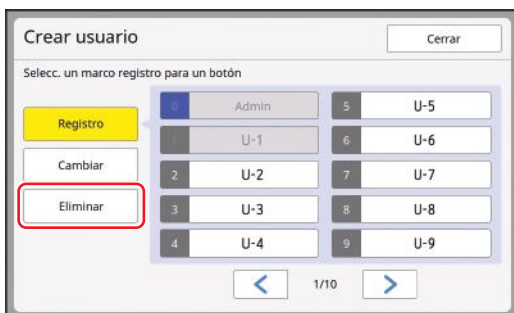 Crear usuario
Cerrar
Selecc. un marco registro para un botón
Registro
Cambiar
Eliminar
0 Admin
1 U-1
2 U-2
3 U-3
4 U-4
5 U-5
6 U-6
7 U-7
8 U-8
9 U-9
1/10